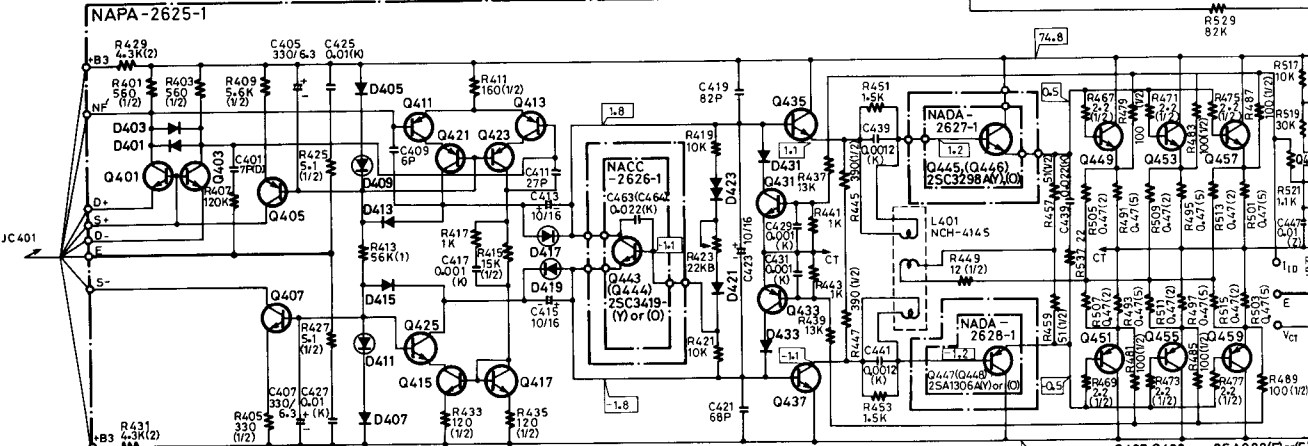 NAPA-2625-1
R529
82K
74.8
+B3
R429
4.3K(2)
C405
330/6.3
C425
0.01(K)
R401
560
(1/2)
R403
560
(1/2)
R409
5.6K
(1/2)
D405
R411
160(1/2)
Q411
Q413
C419
82P
Q435
R451
1.5K
R517
10K
NF
D403
D401
Q421
Q423
1.8
R419
10K
C439
0.0012
(K)
NADA-
2627-1
0.5
R467
2.2
(1/2)
R479
100
(1/2)
R471
2.2
(1/2)
R483
100(1/2)
R475
2.2
(1/2)
R487
100(1/2)
R519
30K
C409
6P
C411
27P
NACC
-2626-1
D431
1.1
1.2
Q401
Q403
C401
7P(D)
R407
120K
R425
5.1
(1/2)
D409
Q405
D423
Q431
R437
13K
R445
390(1/2)
Q445,(Q446)
2SC3298A(Y),(O)
Q449
Q453
Q457
R521
1.1K
D+
S+
D-
E
S-
JC401
D413
C413
10/16
C463(C464)
0.022(K)
C429
0.001
(K)
R441
1K
R457
51(1/2)
C439
R505
0.47(2)
R491
0.47(5)
R509
0.47(2)
R495
0.47(5)
R513
0.47(2)
R501
0.47(5)
C447
0.01
(Z)
L401
NCH-4145
R413
56K(1)
R417
1K
R415
15K
(1/2)
D417
-1.1
R423
22KB
C423 10/16
C431
0.001
(K)
CT
R449
12 (1/2)
R537 22
CT
C417
0.001
(K)
D419
Q443
(Q444)
2SC3419-
(Y) or (O)
D421
R443
1K
390 (1/2)
E
D415
C415
10/16
Q433
R439
13K
R447
R459
51(1/2)
R507
0.47(2)
R493
0.47(5)
R511
0.47(2)
R497
0.47(5)
R515
0.47(2)
R503
0.47(5)
VCT
Q407
R427
5.1
(1/2)
D411
Q425
R421
10K
D433
-1.1
C441
0.0012
(K)
NADA-
2628-1
-1.2
Q447(Q448)
2SA1306A(Y)or(O)
-0.5
Q451
R481
100(1/2)
Q455
R485
100(1/2)
Q459
R405
330
(1/2)
C407
330/
6.3
C427
0.01
(K)
Q415
Q417
-1.8
Q437
R469
2.2
(1/2)
R473
2.2
(1/2)
R477
2.2
(1/2)
R489
100(1/2)
D407
R433
120
(1/2)
R435
120
(1/2)
C421
68P
R453
1.5K
+B3
R431
4.3K(2)